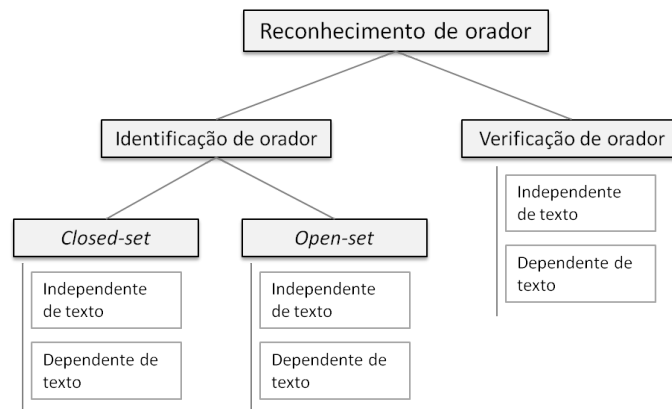 Reconhecimento de orador
Identificação de orador
Verificação de orador
Closed-set
Open-set
Independente
de texto
Dependente de
texto
Independente
de texto
Dependente de
texto
Independente
de texto
Dependente de
texto